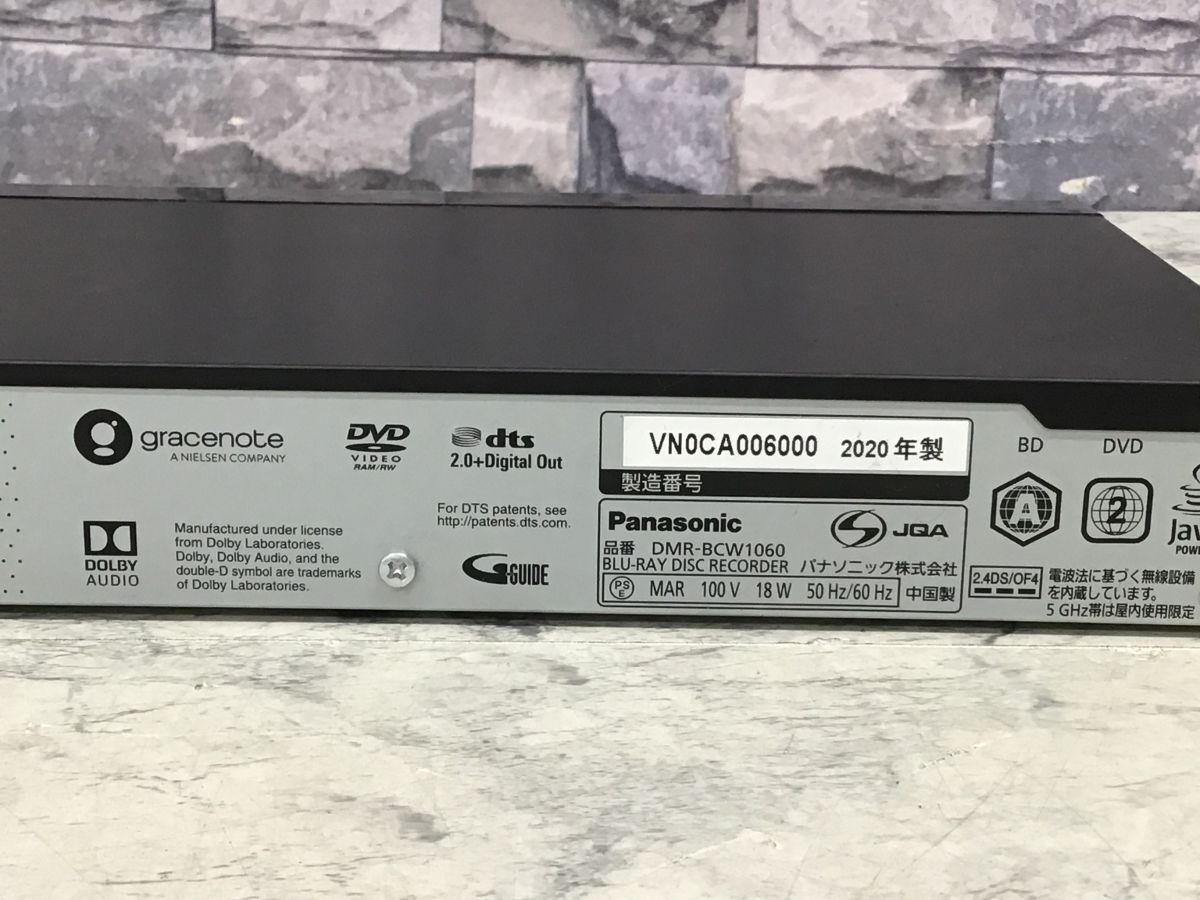 gracenote
A NIELSEN COMPANY
DVD
VIDEO
RAM/RW
dts
2.0+Digital Out
For DTS patents, see
http://patents.dts.com.
DOLBY
AUDIO
Manufactured under license
from Dolby Laboratories.
Dolby, Dolby Audio, and the
double-D symbol are trademarks
of Dolby Laboratories.
G-GUIDE
VN0CA006000 2020年製
製造番号
Panasonic
JQA
品番 DMR-BCW1060
BLU-RAY DISC RECORDER パナソニック株式会社
PSE MAR 100 V 18 W 50 Hz/60 Hz 中国製
BD
A
DVD
2
2.4DS/OF4
電波法に基づく無線設備
を内蔵しています。
5 GHz帯は屋内使用限定